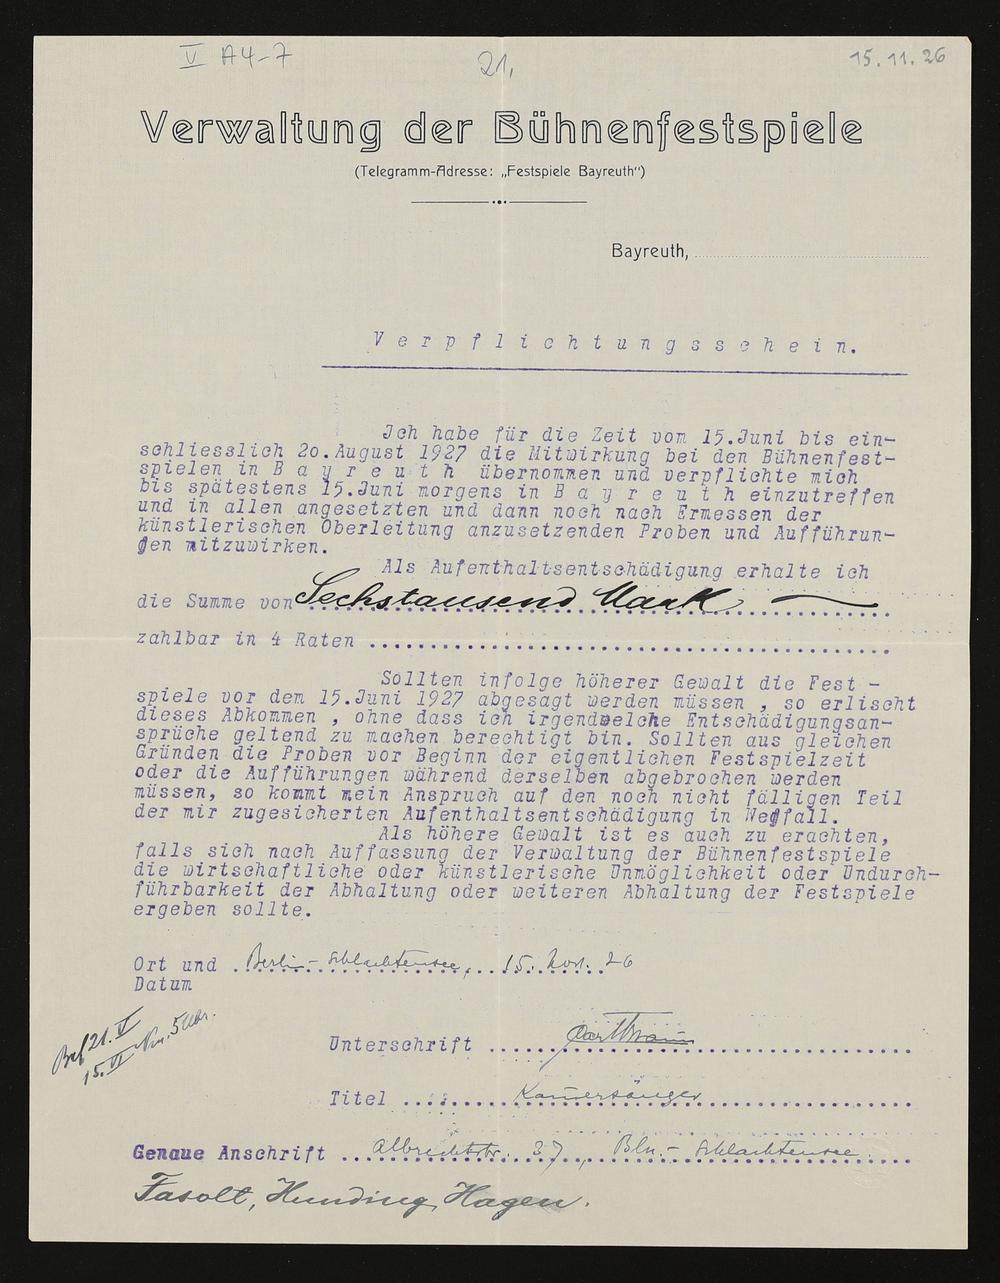 V A4-7
21,
15.11.26
Verwaltung der Bühnenfestspiele
(Telegramm-Adresse: „Festspiele Bayreuth")
Bayreuth,
Verpflichtungsschein.
Ich habe für die Zeit vom 15.Juni bis ein-
schliesslich 20.August 1927 die Mitwirkung bei den Bühnenfest-
spielen in B a y r e u t h übernommen und verpflichte mich
bis spätestens 15.Juni morgens in B a y r e u t h einzutreffen
und in allen angesetzten und dann noch nach Ermessen der
künstlerischen Oberleitung anzusetzenden Proben und Aufführun-
gen mitzuwirken.
Als Aufenthaltsentschädigung erhalte ich
die Summe von Sechstausend Mark
zahlbar in 4 Raten
Sollten infolge höherer Gewalt die Fest -
spiele vor dem 15.Juni 1927 abgesagt werden müssen , so erlischt
dieses Abkommen , ohne dass ich irgendwelche Entschädigungsan-
sprüche geltend zu machen berechtigt bin. Sollten aus gleichen
Gründen die Proben vor Beginn der eigentlichen Festspielzeit
oder die Aufführungen während derselben abgebrochen werden
müssen, so kommt mein Anspruch auf den noch nicht fälligen Teil
der mir zugesicherten Aufenthaltsentschädigung in Wegfall.
Als höhere Gewalt ist es auch zu erachten,
falls sich nach Auffassung der Verwaltung der Bühnenfestspiele
die wirtschaftliche oder künstlerische Unmöglichkeit oder Undurch-
führbarkeit der Abhaltung oder weiteren Abhaltung der Festspiele
ergeben sollte.
Ort und Berlin - Schlachtensee, 15. Nov. 26
Datum
21. V
15. VI 5 Uhr.
Unterschrift Carl Braun
Titel Kammersänger
Genaue Anschrift Albrechtstr. 37, Bln. - Schlachtensee.
Fasolt, Hunding, Hagen.